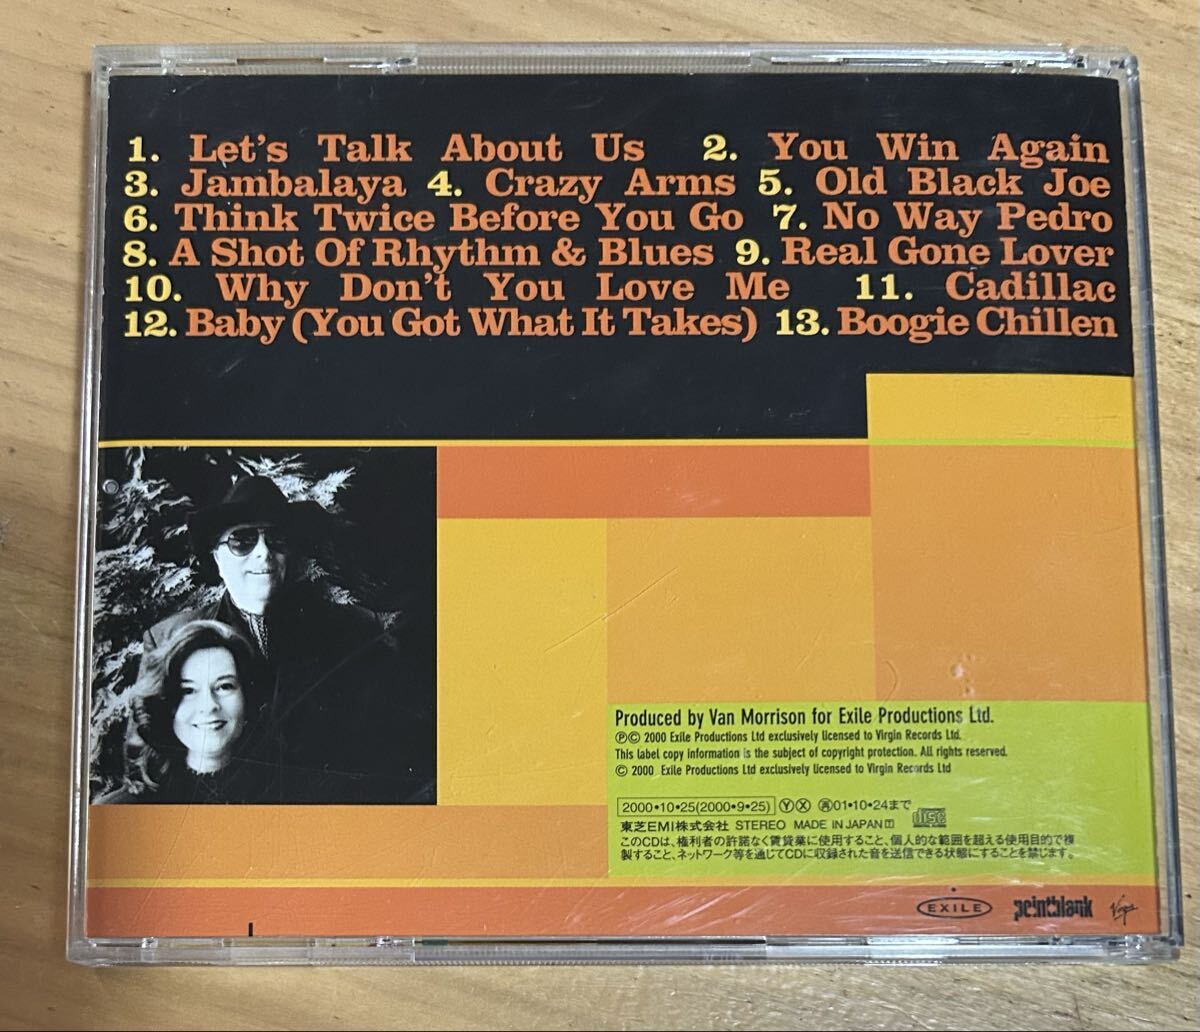 1. Let's Talk About Us 2. You Win Again
3. Jambalaya 4. Crazy Arms 5. Old Black Joe
6. Think Twice Before You Go 7. No Way Pedro
8. A Shot Of Rhythm & Blues 9. Real Gone Lover
10. Why Don't You Love Me 11. Cadillac
12. Baby (You Got What It Takes) 13. Boogie Chillen
Produced by Van Morrison for Exile Productions Ltd.
℗© 2000 Exile Productions Ltd exclusively licensed to Virgin Records Ltd.
This label copy information is the subject of copyright protection. All rights reserved.
© 2000 Exile Productions Ltd exclusively licensed to Virgin Records Ltd
2000•10•25(2000•9•25) Ⓨ Ⓧ ㊢01•10•24まで
東芝EMI株式会社 STEREO MADE IN JAPAN
このCDは、権利者の許諾なく賃貸業に使用すること、個人的な範囲を超える使用目的で複
製すること、ネットワーク等を通じてCDに収録された音を送信できる状態にすることを禁じます。
EXILE pointblank Virgin